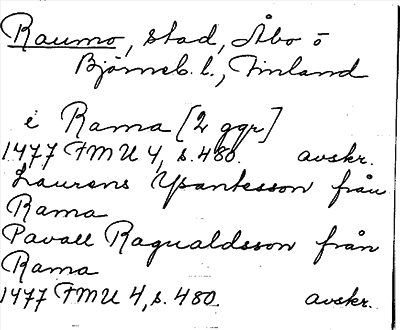 Raumo, stad, Åbo o
Björneb. l., Finland
i Rama [2 ggr]
1477 FMU 4, s. 480. avskr.
Laurens Ysantesson från
Rama
Pavall Ragualdsson från
Rama
1477 FMU 4, s. 480. avskr.